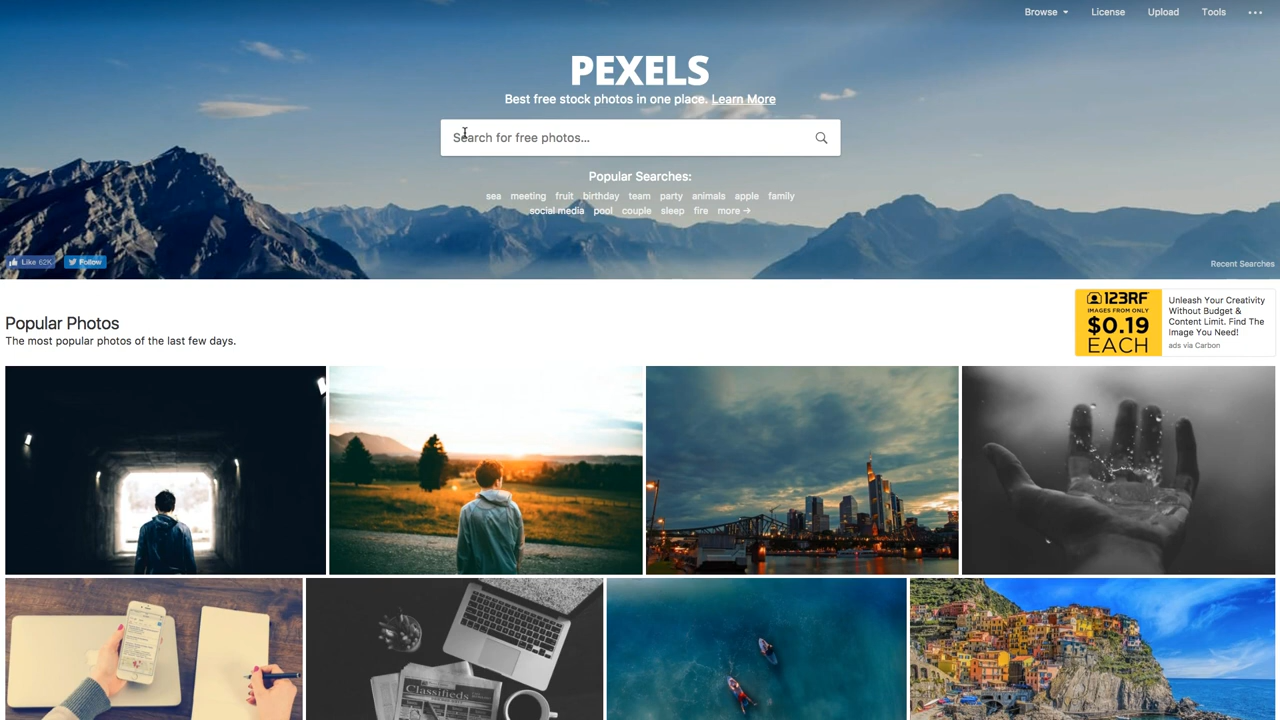 Browse License Upload Tools
PEXELS
Best free stock photos in one place. Learn More
Search for free photos...
Popular Searches:
sea meeting fruit birthday team party animals apple family
social media pool couple sleep fire more →
Like 62K Follow
Recent Searches
Popular Photos
The most popular photos of the last few days.
123RF
IMAGES FROM ONLY
$0.19
EACH
Unleash Your Creativity
Without Budget &
Content Limit. Find The
Image You Need!
ads via Carbon
Classifieds